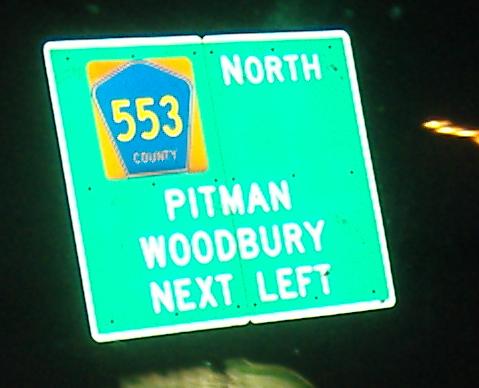 NORTH
553
COUNTY
PITMAN
WOODBURY
NEXT LEFT